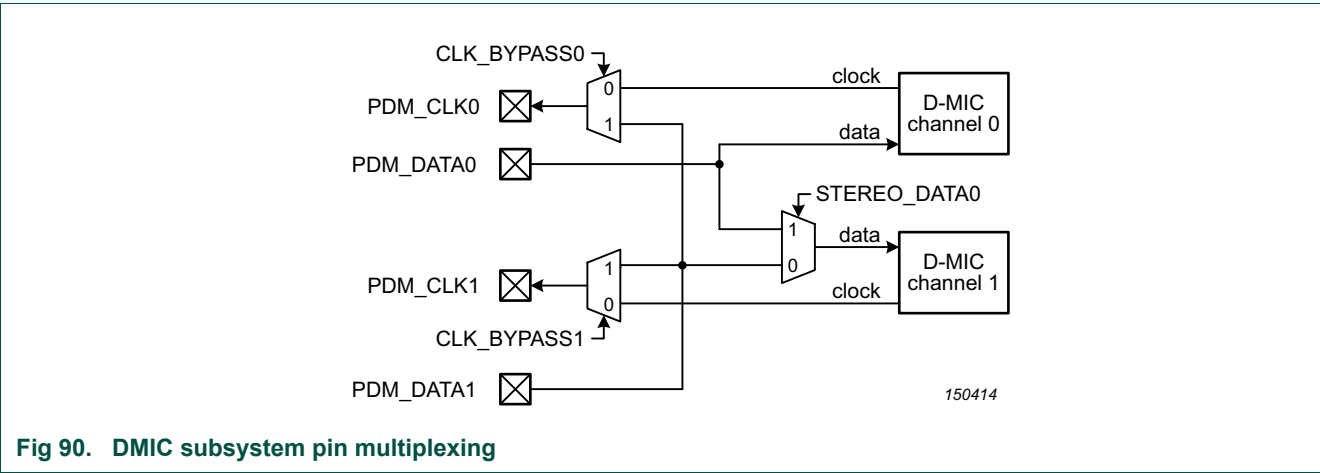 CLK_BYPASS0
clock
0
PDM_CLK0
D-MIC
channel 0
1
data
PDM_DATA0
STEREO_DATA0
1
data
D-MIC
channel 1
1
0
PDM_CLK1
clock
0
CLK_BYPASS1
PDM_DATA1
150414
Fig 90. DMIC subsystem pin multiplexing